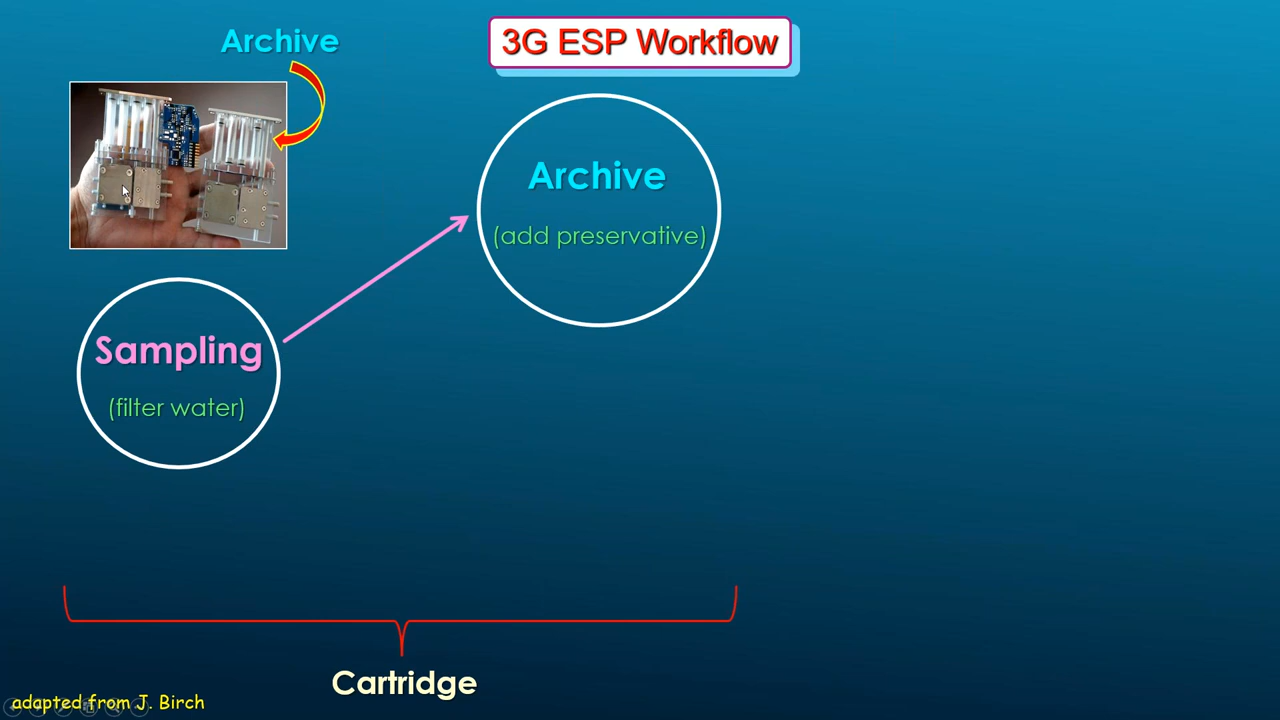 Archive
3G ESP Workflow
Archive
(add preservative)
Sampling
(filter water)
Cartridge
adapted from J. Birch